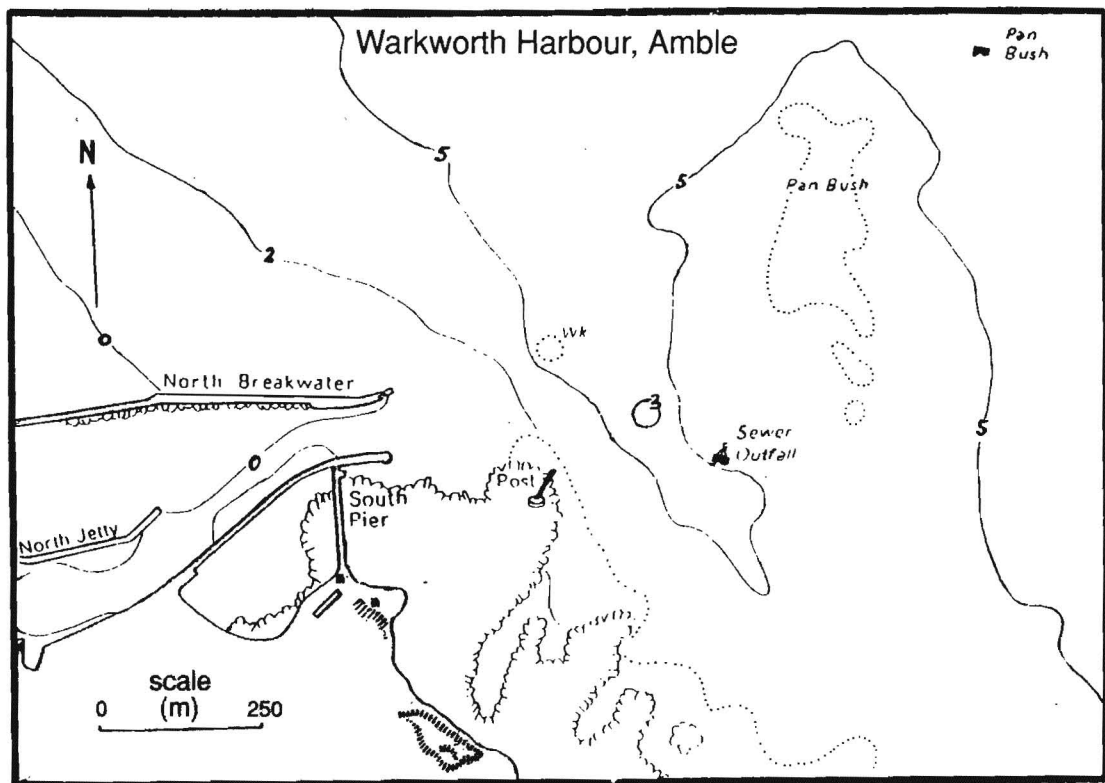 Warkworth Harbour, Amble
Pan
Bush
5
N
5
Pan Bush
2
Wk
0
North Breakwater
3
Sewer
Outfall
5
0
Post
South
Pier
North Jetty
scale
(m)
0 250